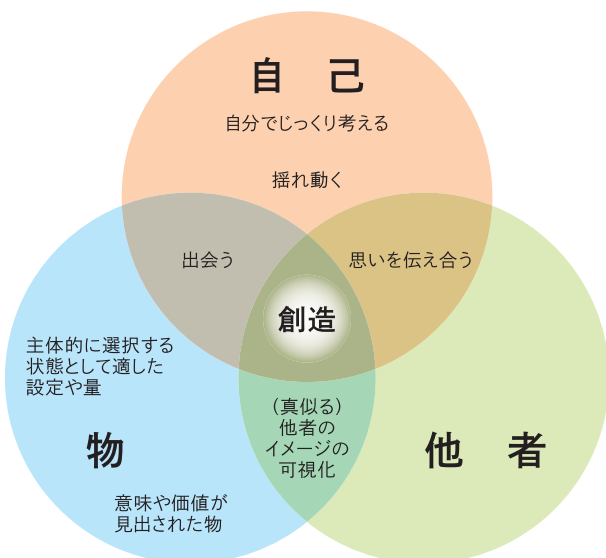 自 己
自分でじっくり考える
揺れ動く
出会う
思いを伝え合う
創造
主体的に選択する
状態として適した
設定や量
(真似る)
他者の
イメージの
可視化
物
他 者
意味や価値が
見出された物